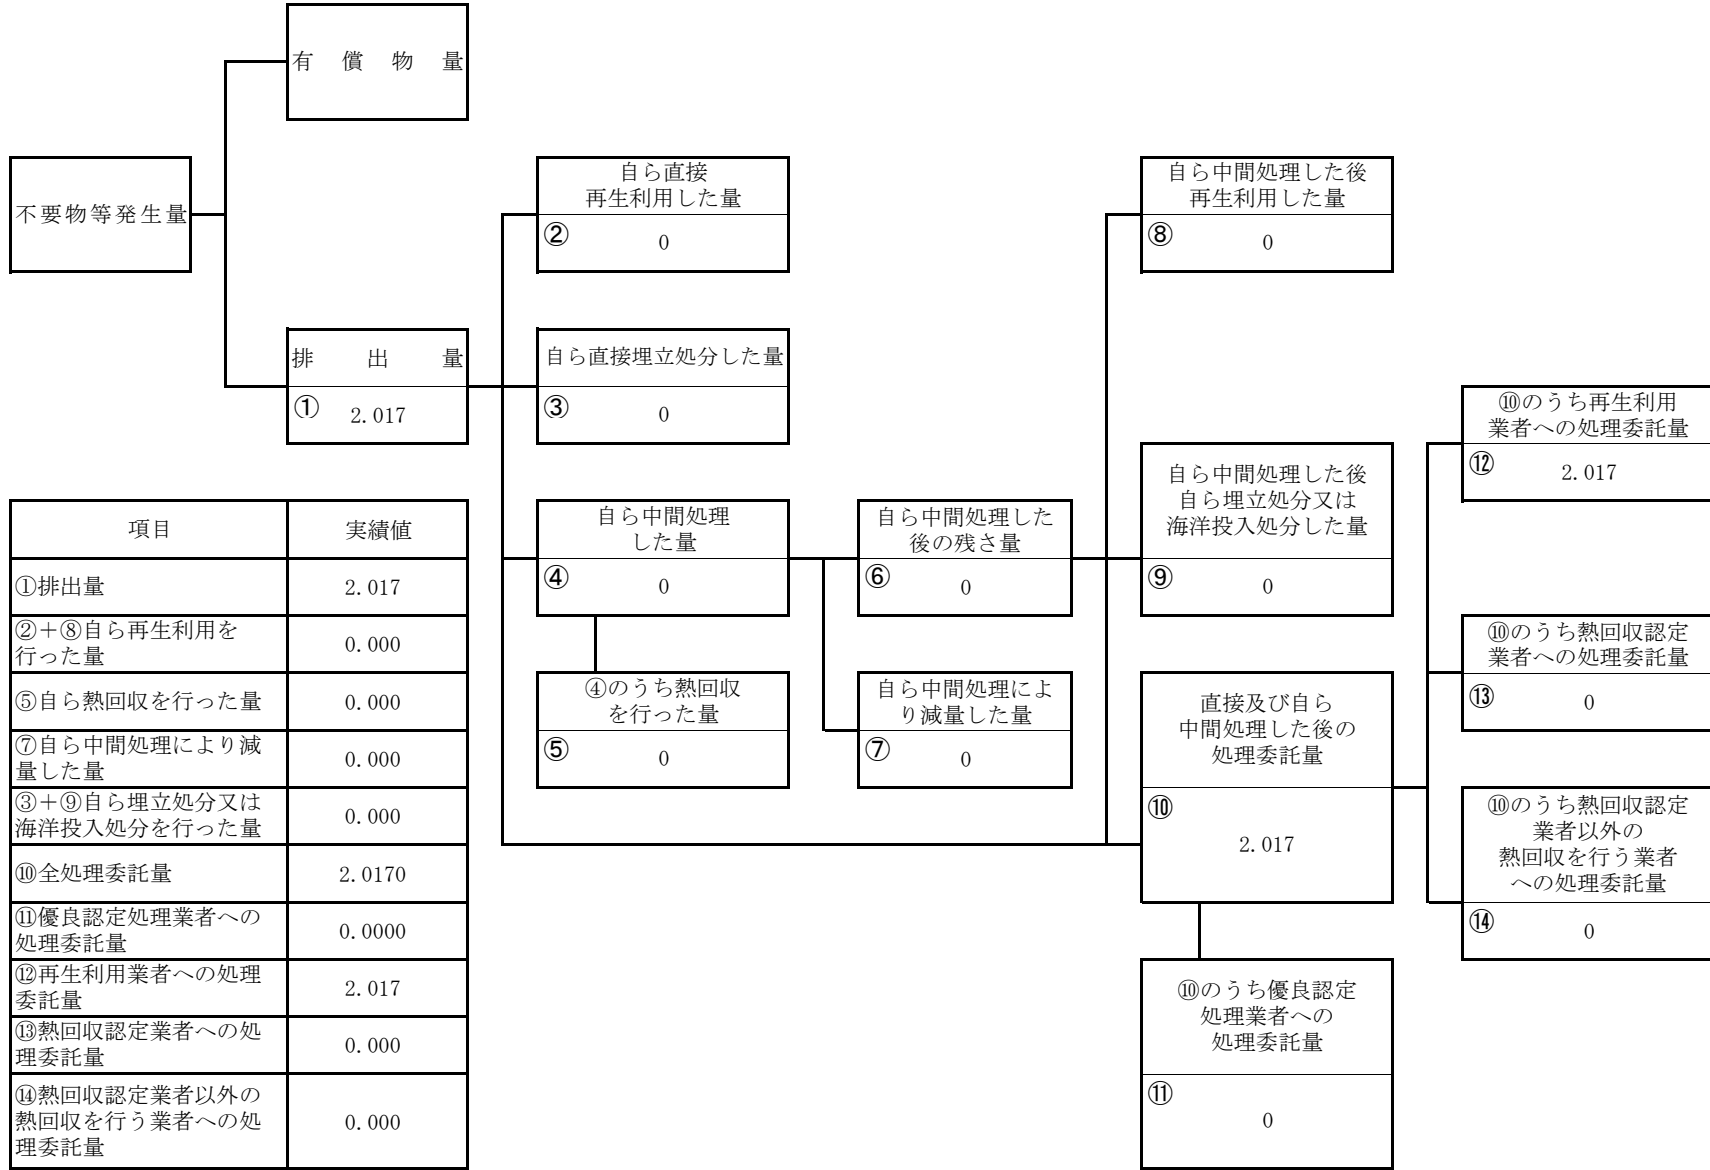 有償物量
不要物等発生量
排出量
① 2.017
自ら直接
再生利用した量
② 0
自ら直接埋立処分した量
③ 0
自ら中間処理
した量
④ 0
④のうち熱回収
を行った量
⑤ 0
自ら中間処理した
後の残さ量
⑥ 0
自ら中間処理によ
り減量した量
⑦ 0
自ら中間処理した後
再生利用した量
⑧ 0
自ら中間処理した後
自ら埋立処分又は
海洋投入処分した量
⑨ 0
直接及び自ら
中間処理した後の
処理委託量
⑩
2.017
⑩のうち優良認定
処理業者への
処理委託量
⑪
0
⑩のうち再生利用
業者への処理委託量
⑫ 2.017
⑩のうち熱回収認定
業者への処理委託量
⑬ 0
⑩のうち熱回収認定
業者以外の
熱回収を行う業者
への処理委託量
⑭ 0
項目 実績値
①排出量 2.017
②＋⑧自ら再生利用を
行った量 0.000
⑤自ら熱回収を行った量 0.000
⑦自ら中間処理により減
量した量 0.000
③＋⑨自ら埋立処分又は
海洋投入処分を行った量 0.000
⑩全処理委託量 2.0170
⑪優良認定処理業者への
処理委託量 0.0000
⑫再生利用業者への処理
委託量 2.017
⑬熱回収認定業者への処
理委託量 0.000
⑭熱回収認定業者以外の
熱回収を行う業者への処
理委託量 0.000